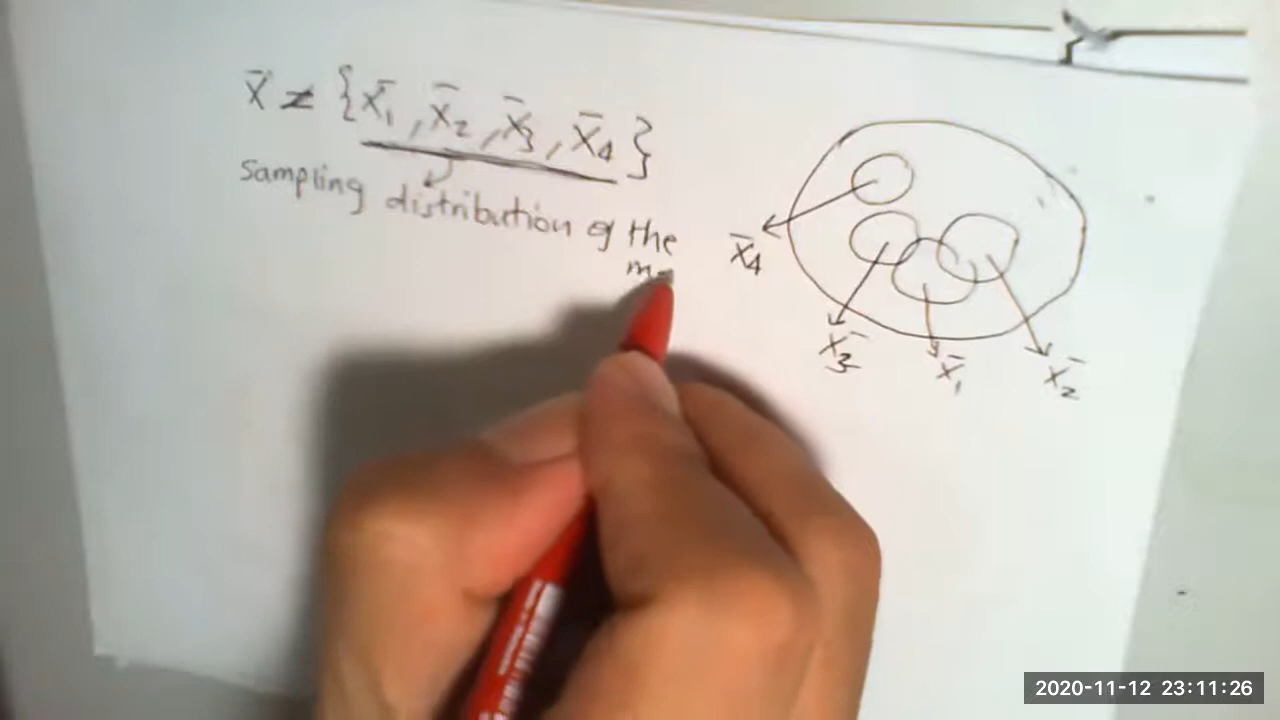 x̄ ≠ {x̄1, x̄2, x̄3, x̄4}
Sampling distribution of the
x̄4
x̄3
x̄1
x̄2
2020-11-12 23:11:26